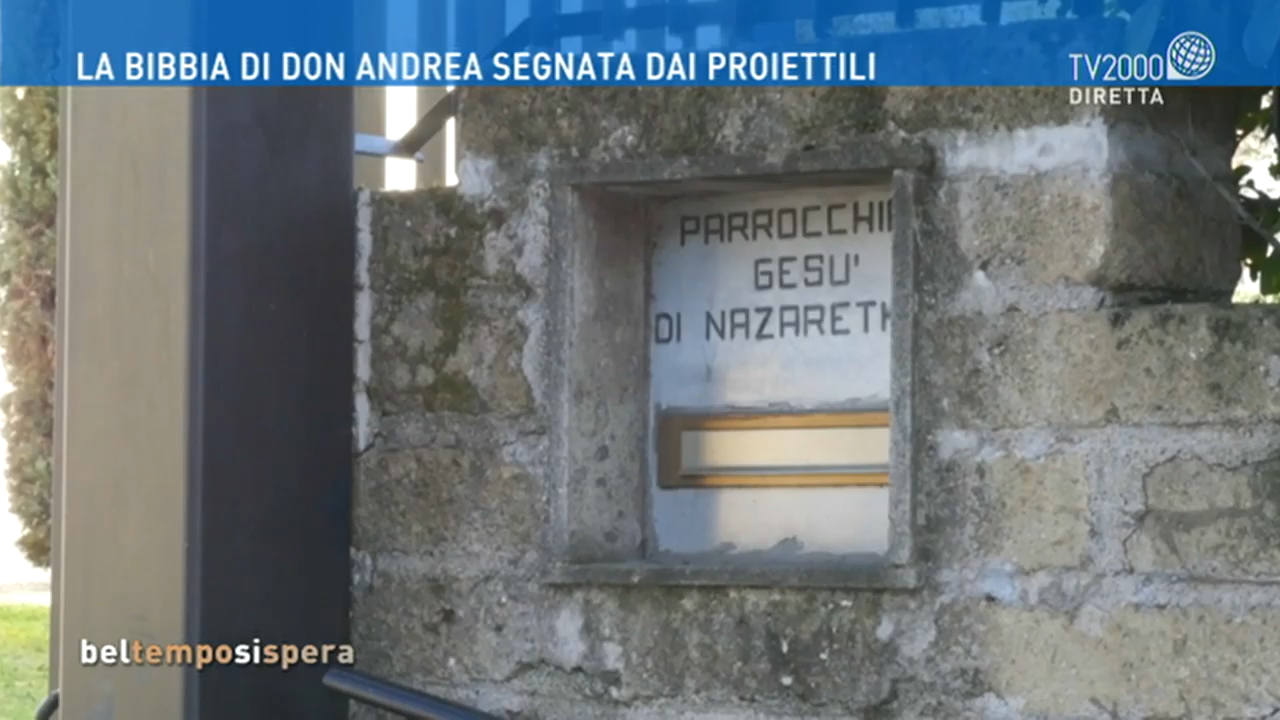 LA BIBBIA DI DON ANDREA SEGNATA DAI PROIETTILI
TV2000
DIRETTA
PARROCCHI
GESU'
DI NAZARETH
beltemposispera